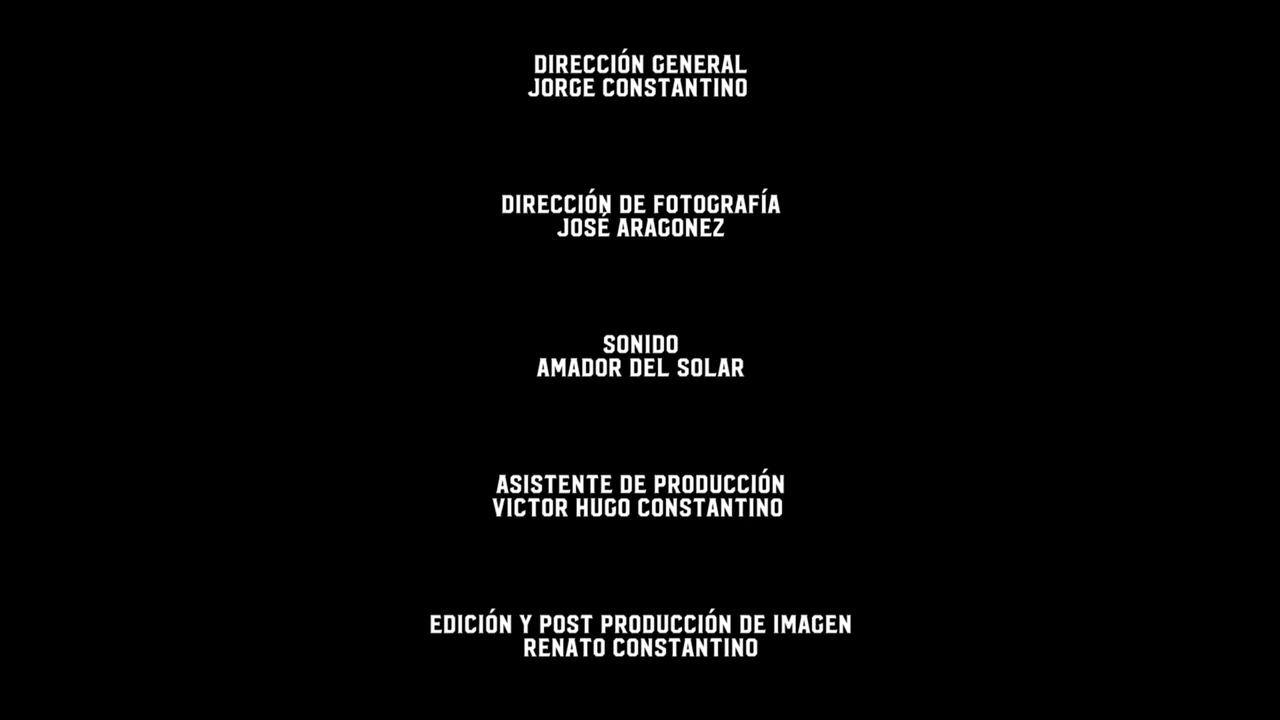 DIRECCIÓN GENERAL
JORGE CONSTANTINO
DIRECCIÓN DE FOTOGRAFÍA
JOSÉ ARAGONEZ
SONIDO
AMADOR DEL SOLAR
ASISTENTE DE PRODUCCIÓN
VICTOR HUGO CONSTANTINO
EDICIÓN Y POST PRODUCCIÓN DE IMAGEN
RENATO CONSTANTINO